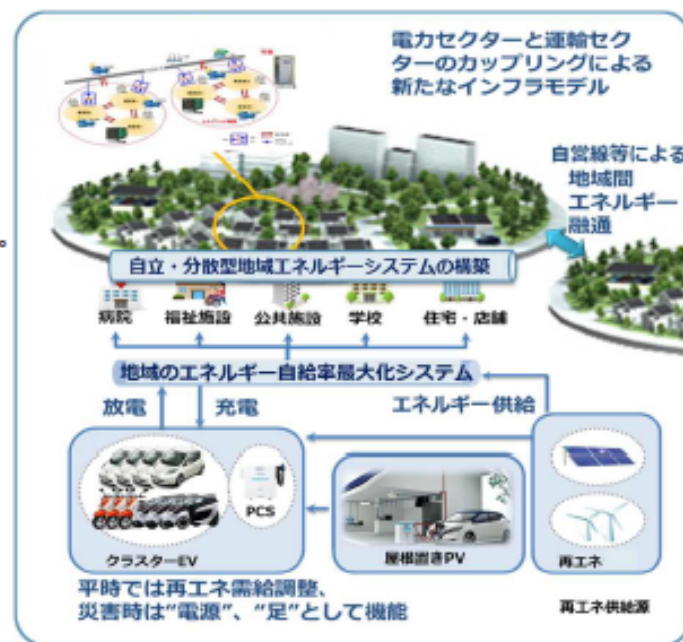 電力セクターと運輸セク
ターのカップリングによる
新たなインフラモデル
自営線等による
地域間
エネルギー
融通
。
自立・分散型地域エネルギーシステムの構築
病院
福祉施設
公共施設
学校
住宅・店舗
地域のエネルギー自給率最大化システム
放電
充電
エネルギー供給
PCS
クラスターEV
屋根置きPV
再エネ
平時では再エネ需給調整、
災害時は“電源”、“足”として機能
再エネ供給源